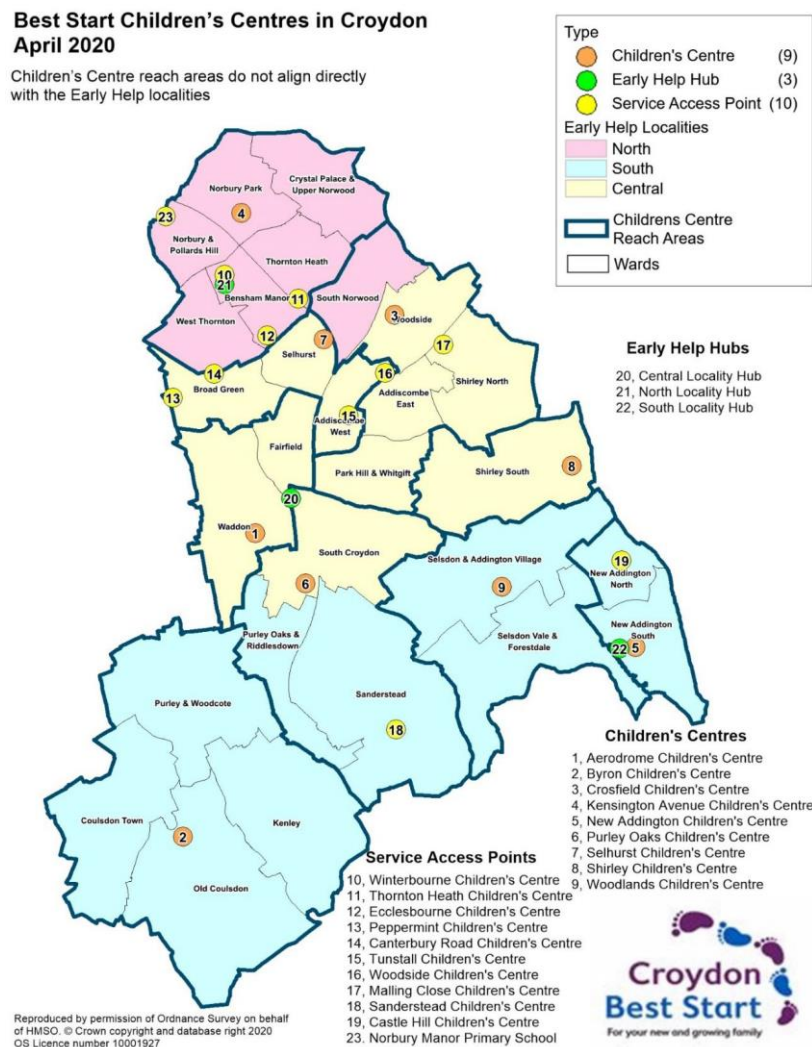 Best Start Children’s Centres in Croydon
April 2020
Children’s Centre reach areas do not align directly
with the Early Help localities
Type
Children's Centre (9)
Early Help Hub (3)
Service Access Point (10)
Early Help Localities
North
South
Central
Childrens Centre
Reach Areas
Wards
Norbury Park
Crystal Palace &
Upper Norwood
4
23
Norbury &
Pollards Hill
Thornton Heath
10
21
Bensham Manor
11
South Norwood
West Thornton
3
Woodside
12
7
17
Selhurst
14
Broad Green
13
16
Addiscombe
East
Shirley North
15
Addiscombe
West
Fairfield
Park Hill & Whitgift
Shirley South
8
20
Waddon
1
South Croydon
6
Selsdon & Addington Village
9
19
New Addington
North
New Addington
South
22
5
Selsdon Vale &
Forestdale
Purley Oaks &
Riddlesdown
Sanderstead
18
Purley & Woodcote
Coulsdon Town
Kenley
2
Old Coulsdon
Early Help Hubs
20, Central Locality Hub
21, North Locality Hub
22, South Locality Hub
Children's Centres
1, Aerodrome Children's Centre
2, Byron Children's Centre
3, Crosfield Children's Centre
4, Kensington Avenue Children's Centre
5, New Addington Children's Centre
6, Purley Oaks Children's Centre
7, Selhurst Children's Centre
8, Shirley Children's Centre
9, Woodlands Children's Centre
Service Access Points
10, Winterbourne Children's Centre
11, Thornton Heath Children's Centre
12, Ecclesbourne Children's Centre
13, Peppermint Children's Centre
14, Canterbury Road Children's Centre
15, Tunstall Children's Centre
16, Woodside Children's Centre
17, Malling Close Children's Centre
18, Sanderstead Children's Centre
19, Castle Hill Children's Centre
23. Norbury Manor Primary School
Croydon
Best Start
For your new and growing family
Reproduced by permission of Ordnance Survey on behalf
of HMSO. © Crown copyright and database right 2020
OS Licence number 10001927